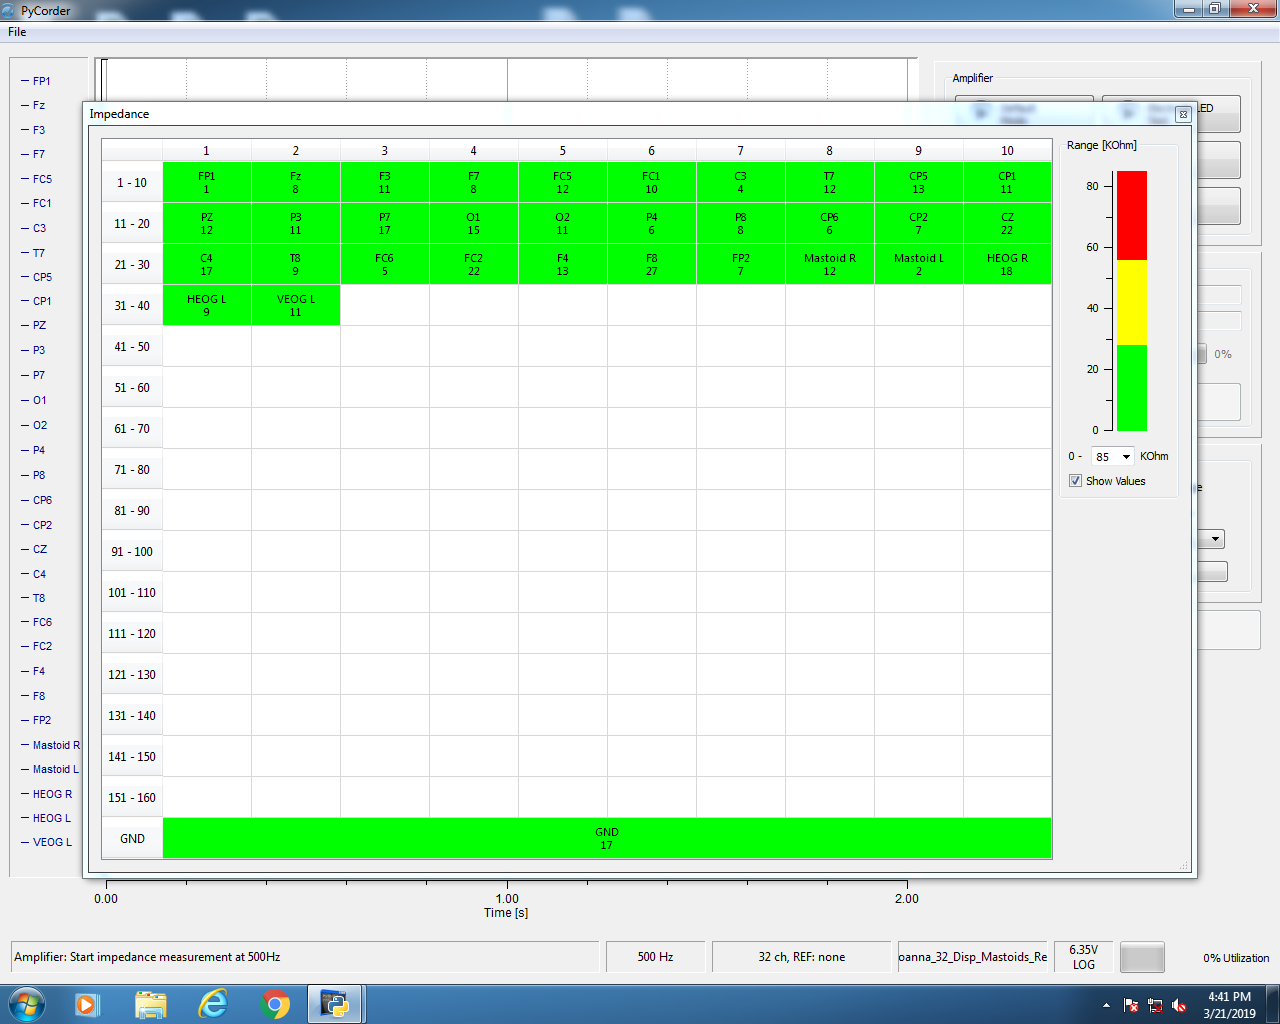 PyCorder
File
FP1
Fz
F3
F7
FC5
FC1
C3
T7
CP5
CP1
PZ
P3
P7
O1
O2
P4
P8
CP6
CP2
CZ
C4
T8
FC6
FC2
F4
F8
FP2
Mastoid R
Mastoid L
HEOG R
HEOG L
VEOG L
Amplifier
LED
Impedance
1 2 3 4 5 6 7 8 9 10
1 - 10
FP1 Fz F3 F7 FC5 FC1 C3 T7 CP5 CP1
1 8 11 8 12 10 4 12 13 11
11 - 20
PZ P3 P7 O1 O2 P4 P8 CP6 CP2 CZ
12 11 17 15 11 6 8 6 7 22
21 - 30
C4 T8 FC6 FC2 F4 F8 FP2 Mastoid R Mastoid L HEOG R
17 9 5 22 13 27 7 12 2 18
31 - 40
HEOG L VEOG L
9 11
41 - 50
51 - 60
61 - 70
71 - 80
81 - 90
91 - 100
101 - 110
111 - 120
121 - 130
131 - 140
141 - 150
151 - 160
GND
GND
17
Range [KOhm]
80
60
40
20
0
0 - 85 KOhm
Show Values
0%
0.00 1.00 2.00
Time [s]
Amplifier: Start impedance measurement at 500Hz
500 Hz
32 ch, REF: none
oanna_32_Disp_Mastoids_Re
6.35V
LOG
0% Utilization
4:41 PM
3/21/2019